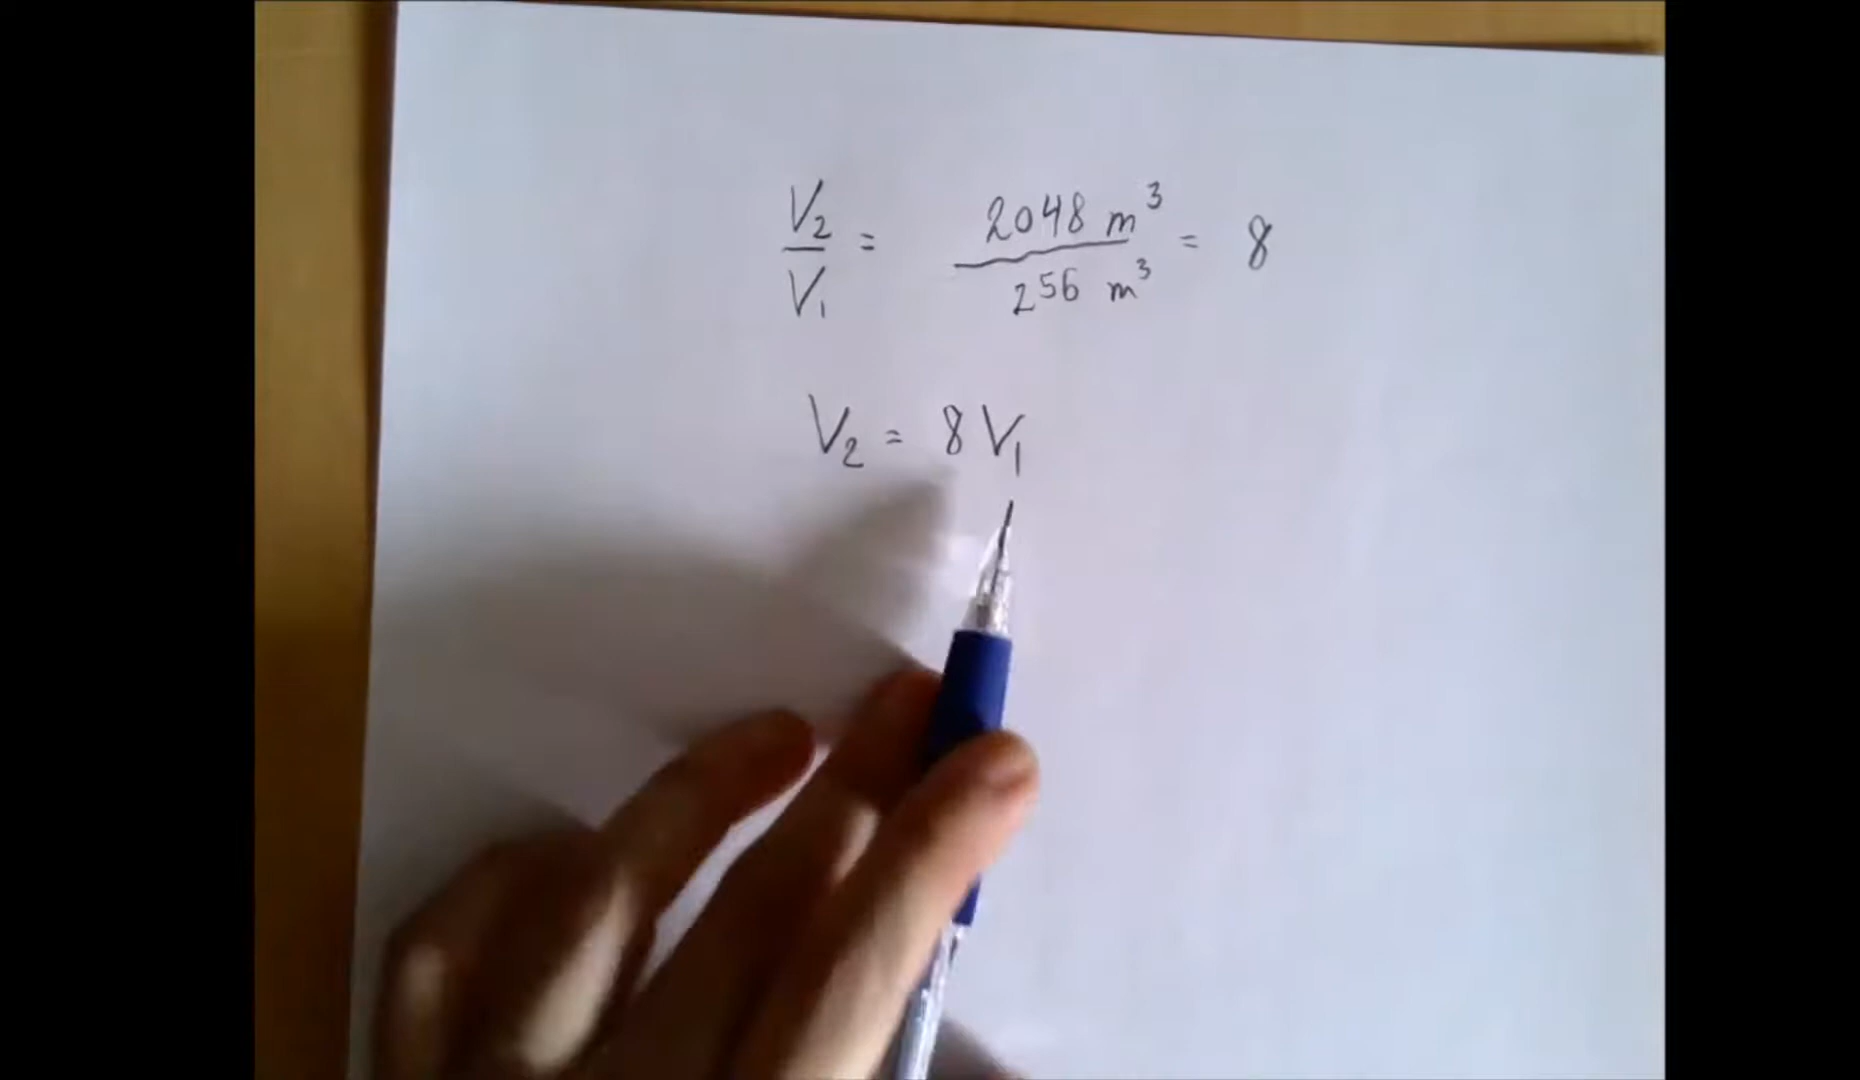 V₂/V₁ = 2048 m³/256 m³ = 8
V₂ = 8 V₁